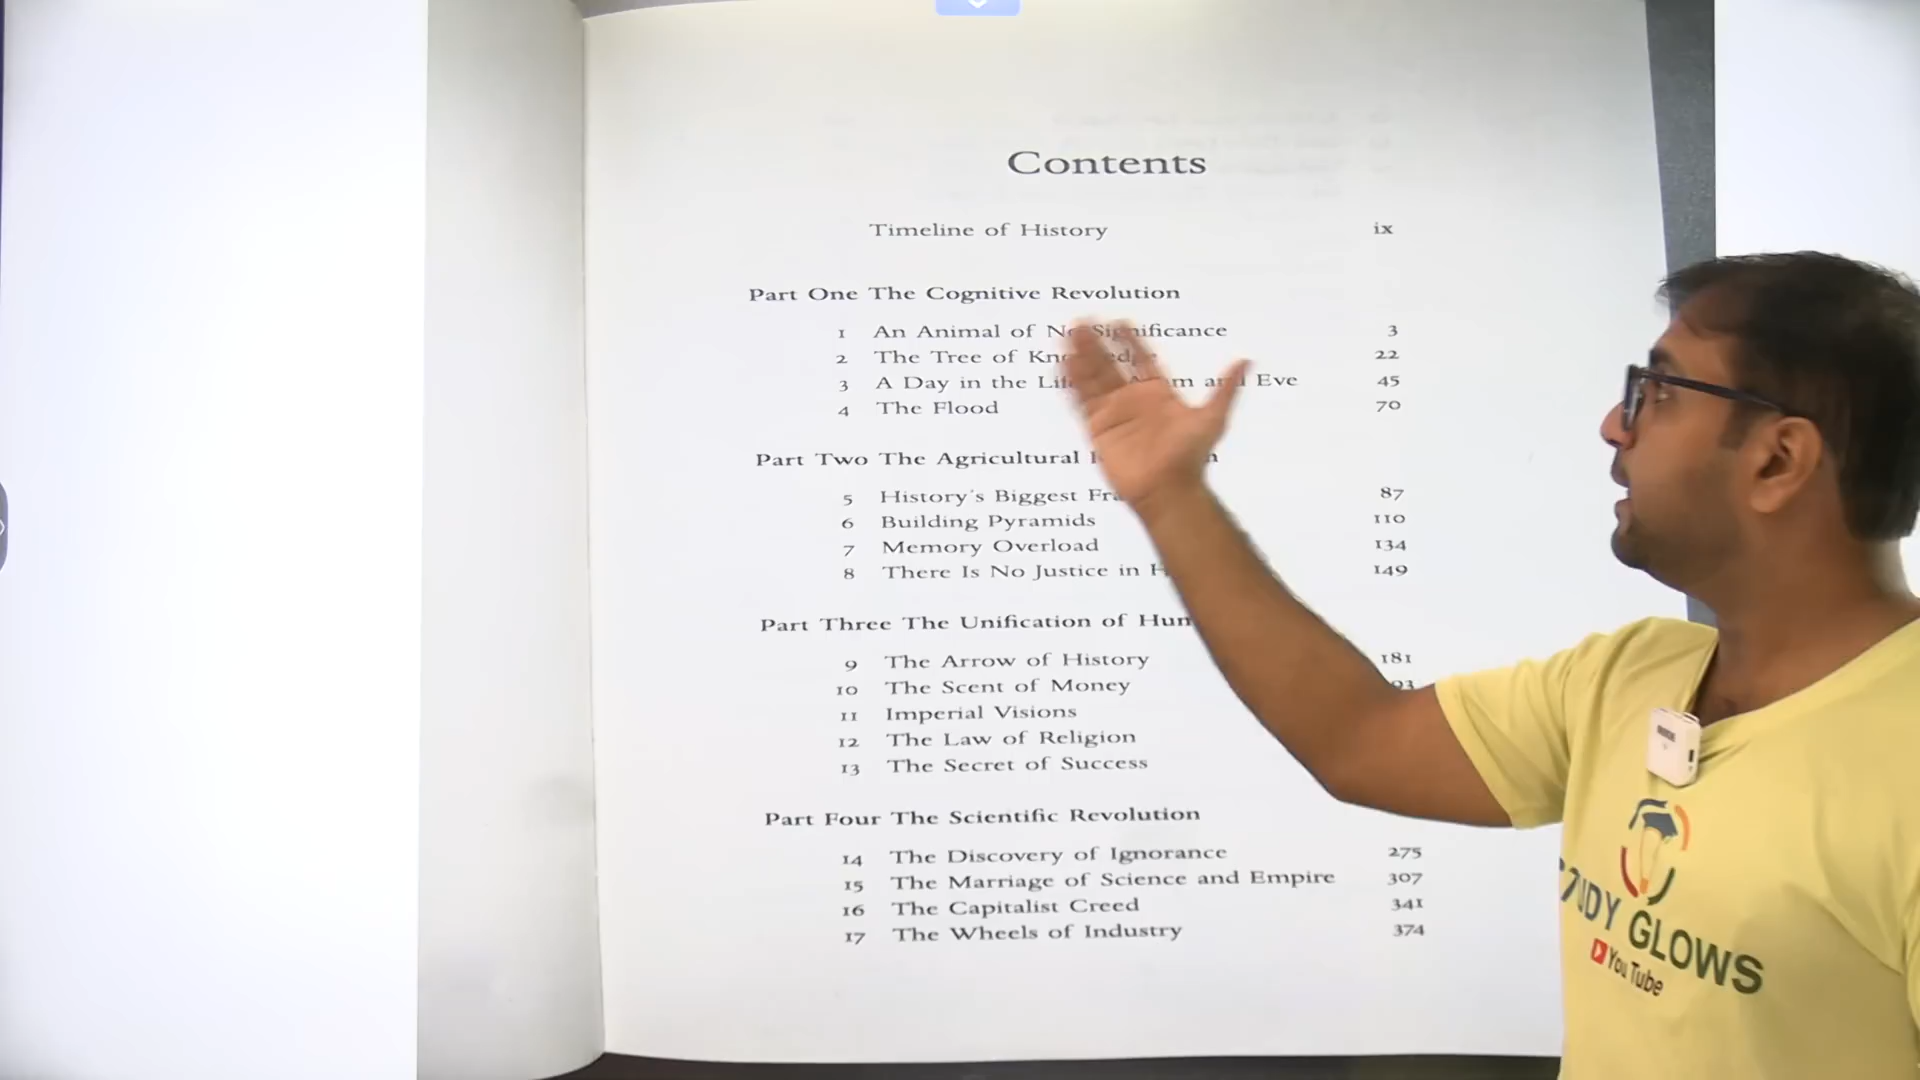 Contents
Timeline of History ix
Part One The Cognitive Revolution
1 An Animal of No Significance 3
2 The Tree of Knowledge 22
3 A Day in the Life Adam and Eve 45
4 The Flood 70
Part Two The Agricultural
5 History's Biggest 87
6 Building Pyramids 110
7 Memory Overload 134
8 There Is No Justice in 149
Part Three The Unification of
9 The Arrow of History 181
10 The Scent of Money
11 Imperial Visions
12 The Law of Religion
13 The Secret of Success
Part Four The Scientific Revolution
14 The Discovery of Ignorance 275
15 The Marriage of Science and Empire 307
16 The Capitalist Creed 341
17 The Wheels of Industry 374
STUDY GLOWS
YouTube